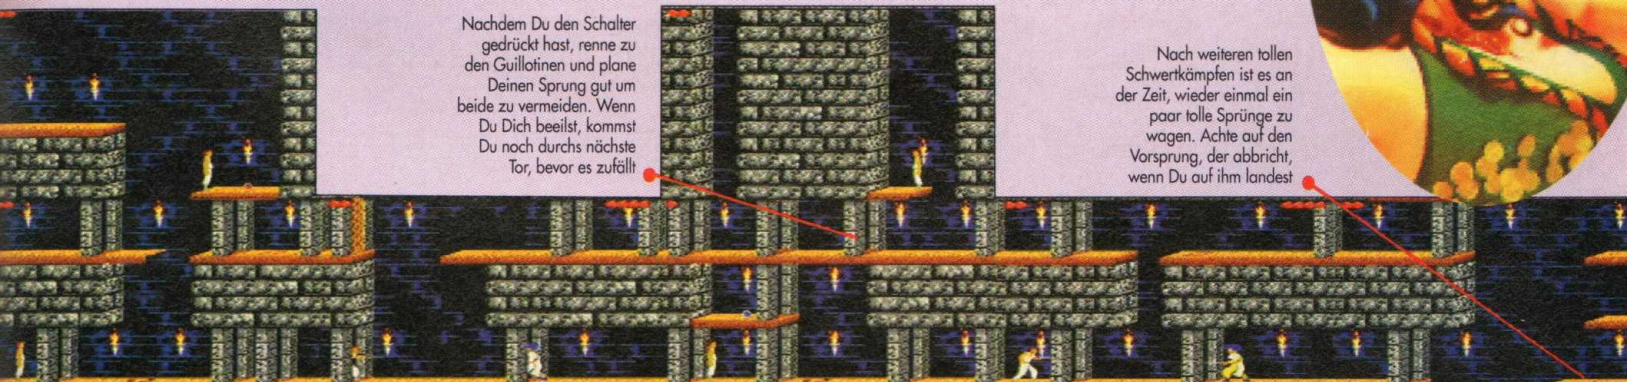 Nachdem Du den Schalter
gedrückt hast, renne zu
den Guillotinen und plane
Deinen Sprung gut um
beide zu vermeiden. Wenn
Du Dich beeilst, kommst
Du noch durchs nächste
Tor, bevor es zufällt
Nach weiteren tollen
Schwertkämpfen ist es an
der Zeit, wieder einmal ein
paar tolle Sprünge zu
wagen. Achte auf den
Vorsprung, der abbricht,
wenn Du auf ihm landest